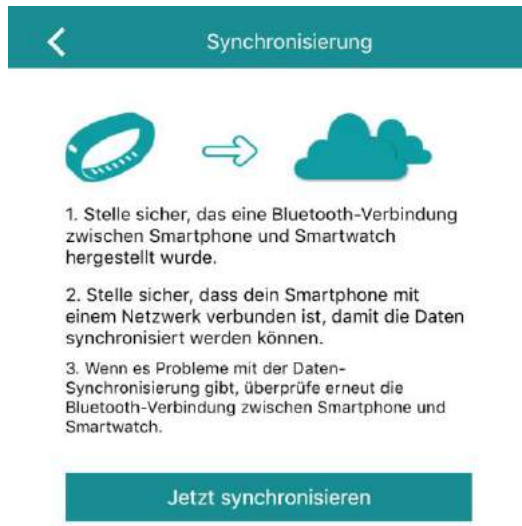 Synchronisierung
1. Stelle sicher, das eine Bluetooth-Verbindung
zwischen Smartphone und Smartwatch
hergestellt wurde.
2. Stelle sicher, dass dein Smartphone mit
einem Netzwerk verbunden ist, damit die Daten
synchronisiert werden können.
3. Wenn es Probleme mit der Daten-
Synchronisierung gibt, überprüfe erneut die
Bluetooth-Verbindung zwischen Smartphone und
Smartwatch.
Jetzt synchronisieren